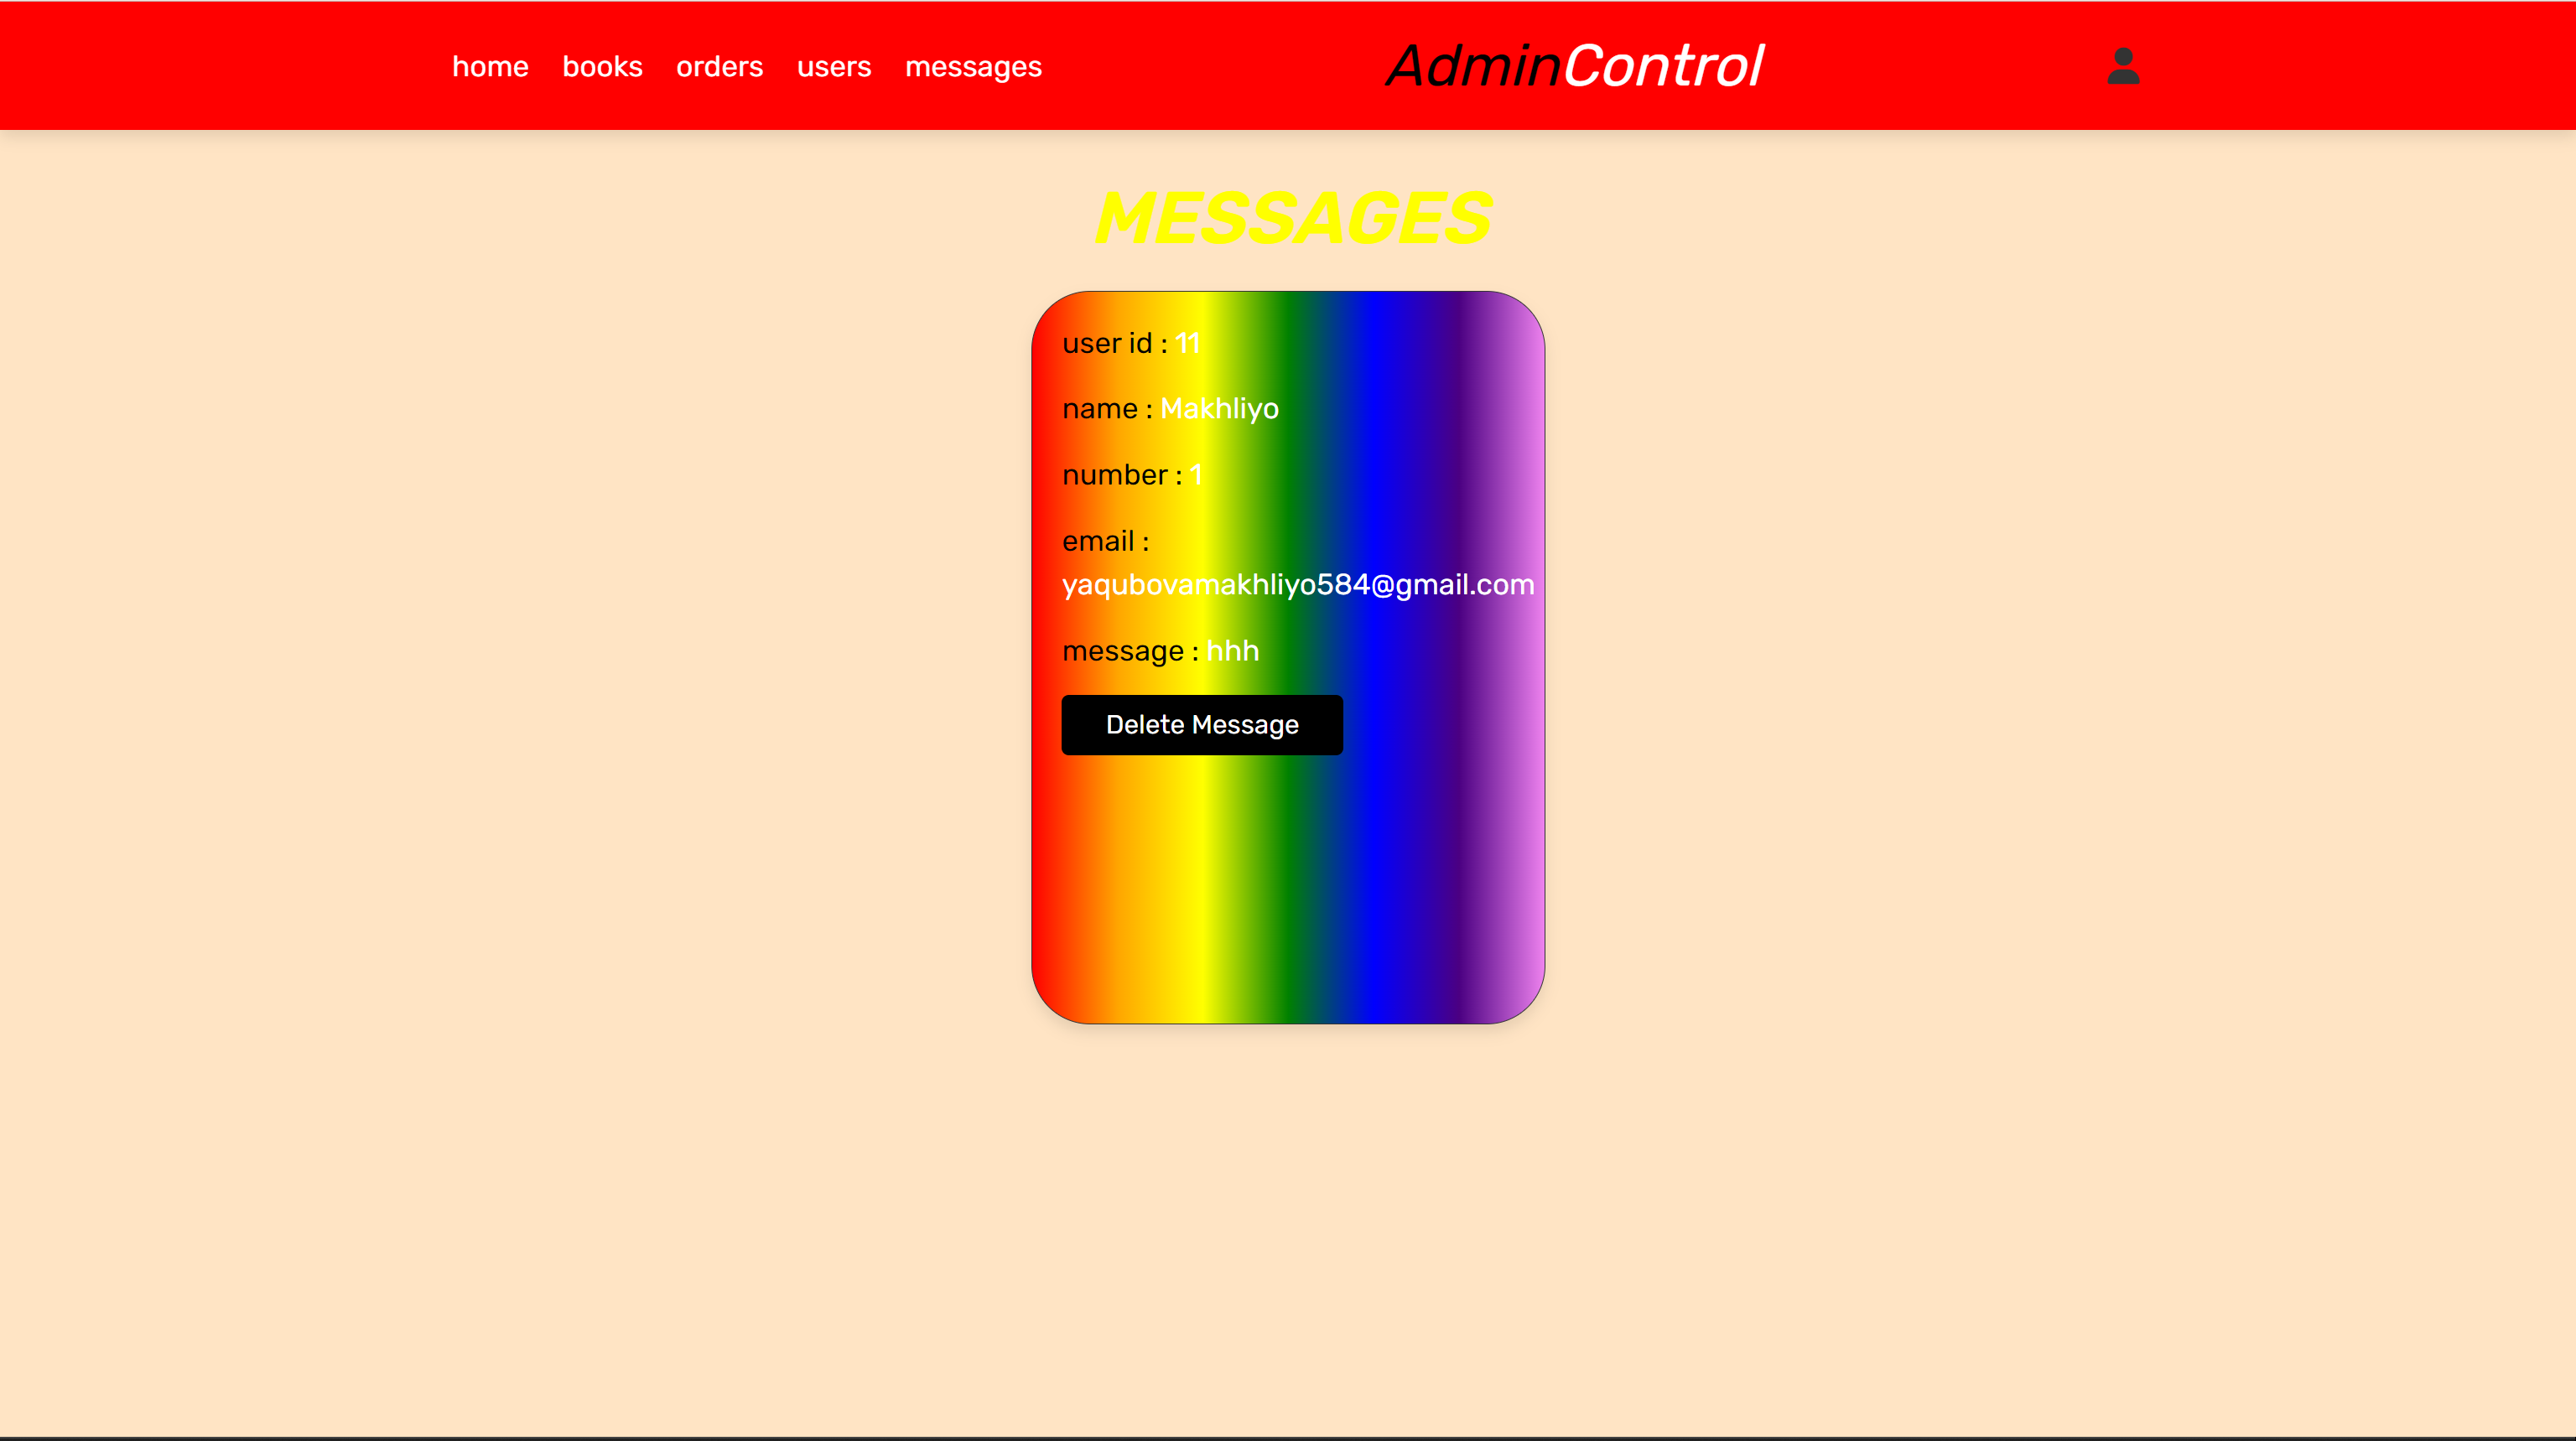 home books orders users messages AdminControl
MESSAGES
user id : 11
name : Makhliyo
number : 1
email :
yaqubovamakhliyo584@gmail.com
message : hhh
Delete Message